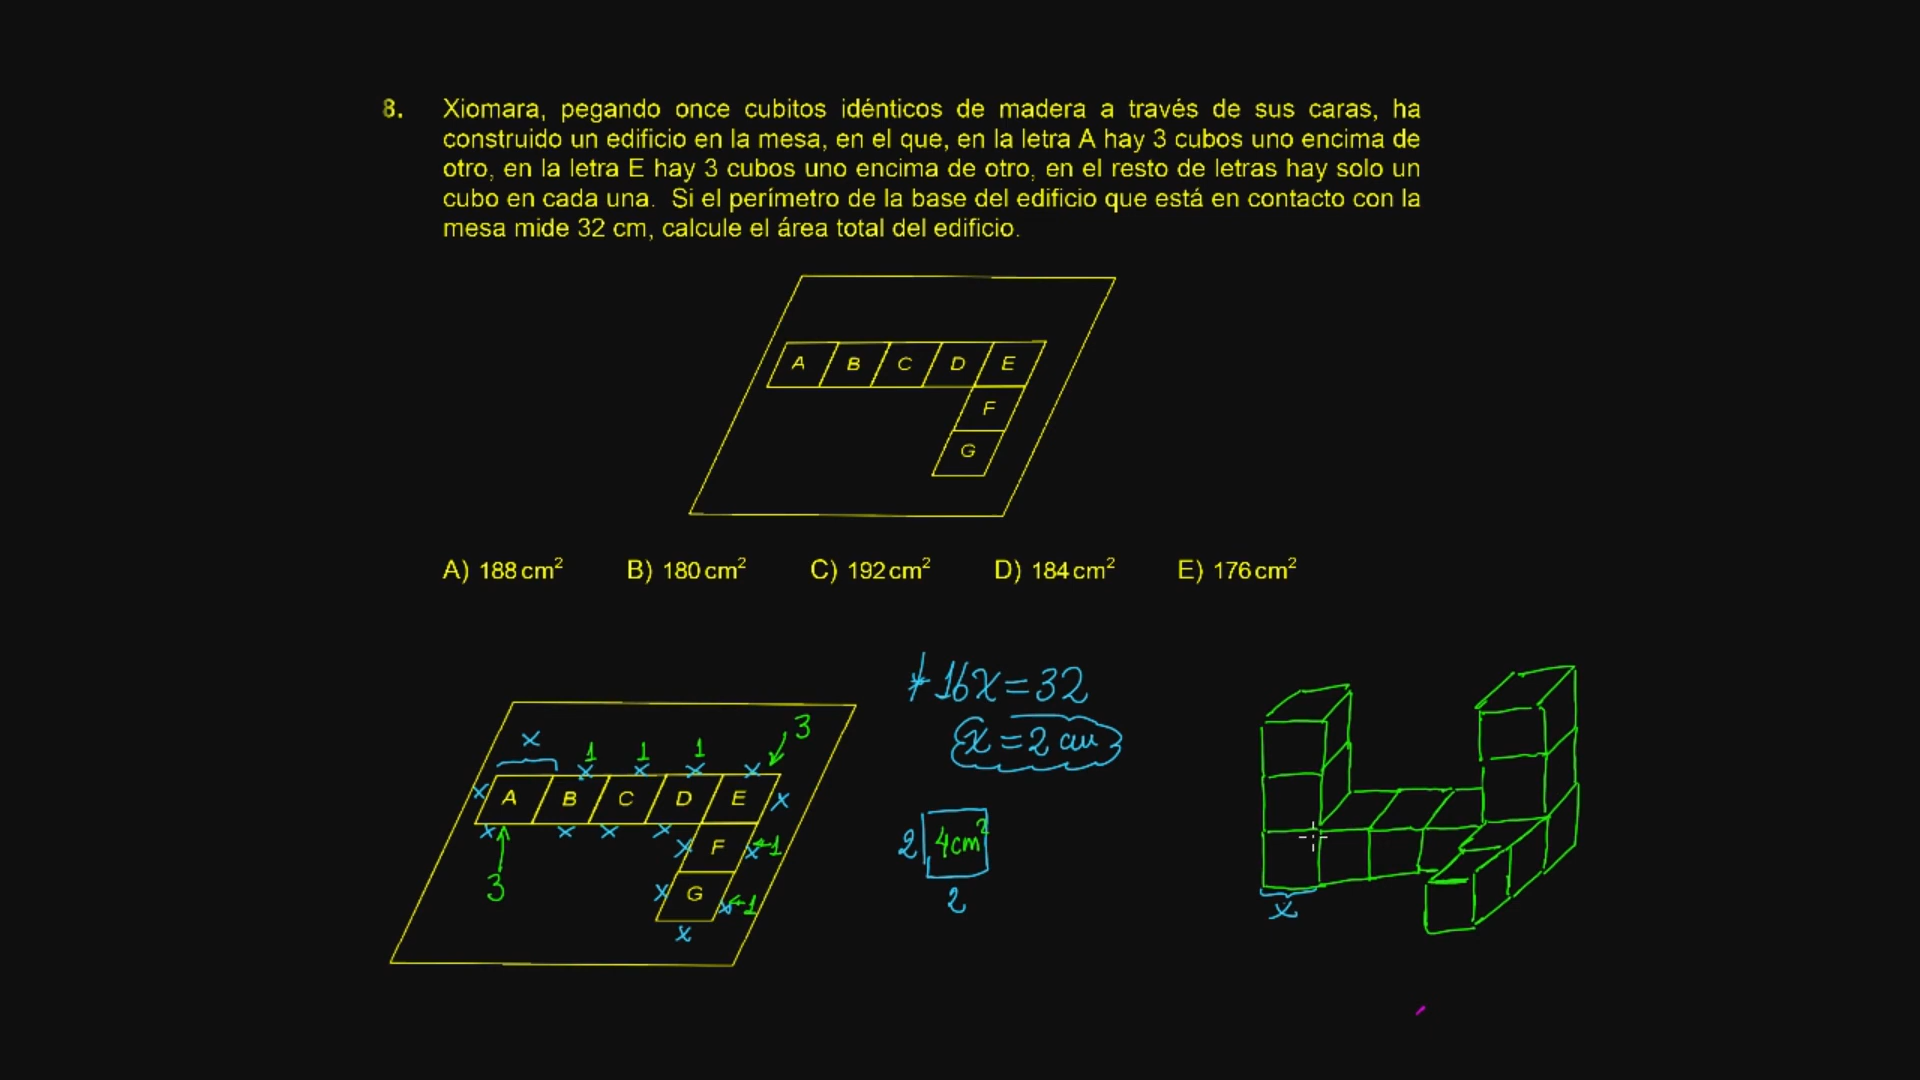 8. Xiomara, pegando once cubitos idénticos de madera a través de sus caras, ha
construido un edificio en la mesa, en el que, en la letra A hay 3 cubos uno encima de
otro, en la letra E hay 3 cubos uno encima de otro, en el resto de letras hay solo un
cubo en cada una. Si el perímetro de la base del edificio que está en contacto con la
mesa mide 32 cm, calcule el área total del edificio.
A B C D E
F
G
A) 188 cm² B) 180 cm² C) 192 cm² D) 184 cm² E) 176 cm²
16x = 32
x = 2 cm
3
x 1 1 1
x x x x
x A B C D E x
x x x x
x F x 1
3
x G x 1
x
2 4cm²
2
x